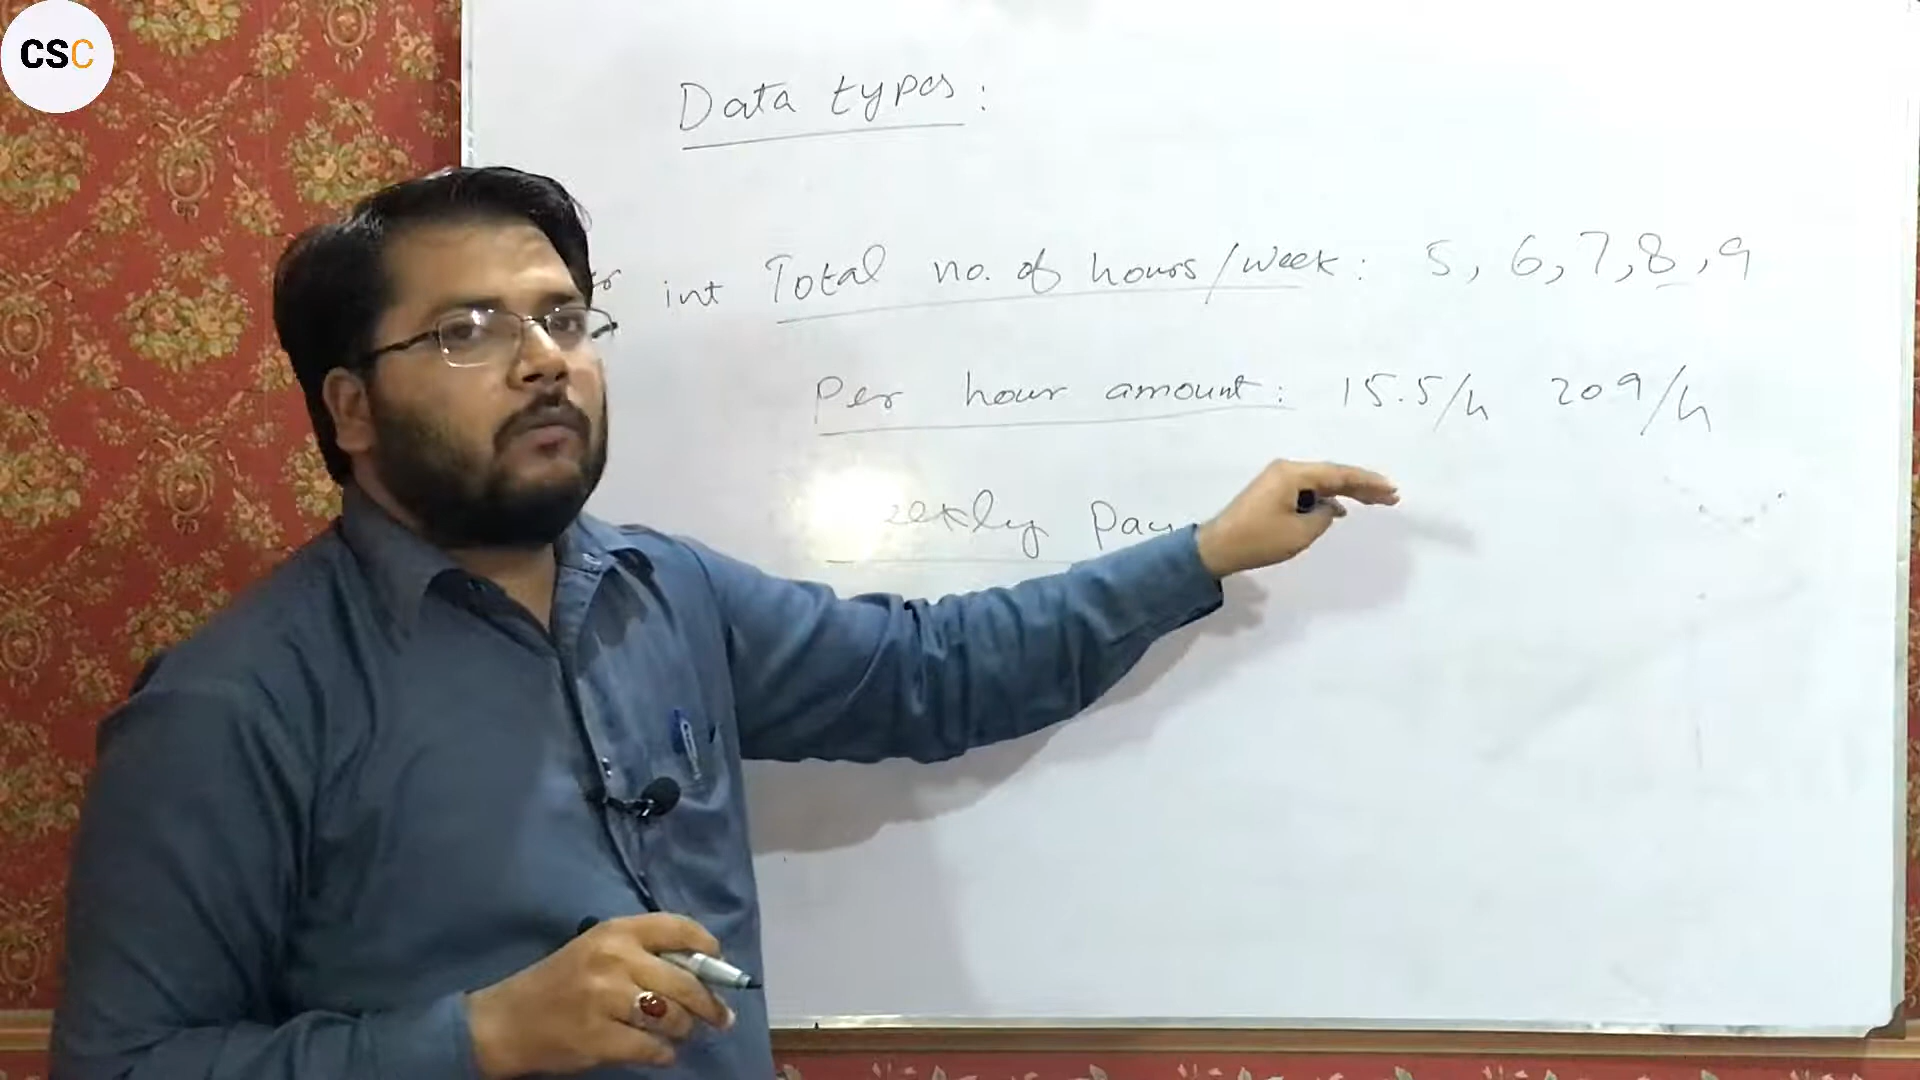 CSC
Data types:
int Total no. of hours/week: 5, 6, 7, 8, 9
Per hour amount: 15.5/h 209/h